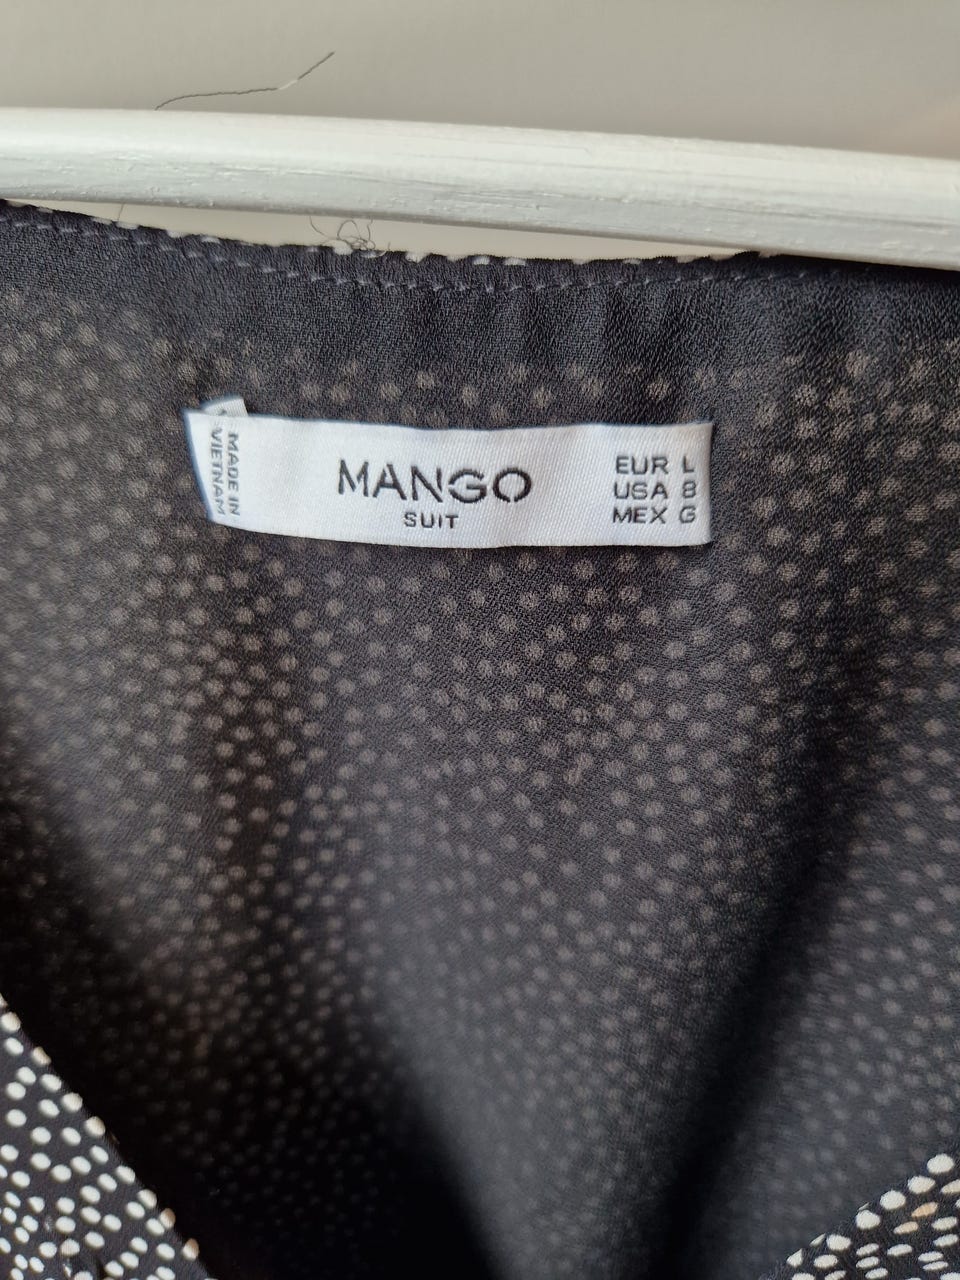 MADE IN
VIETNAM
MANGO
SUIT
EUR L
USA 8
MEX G